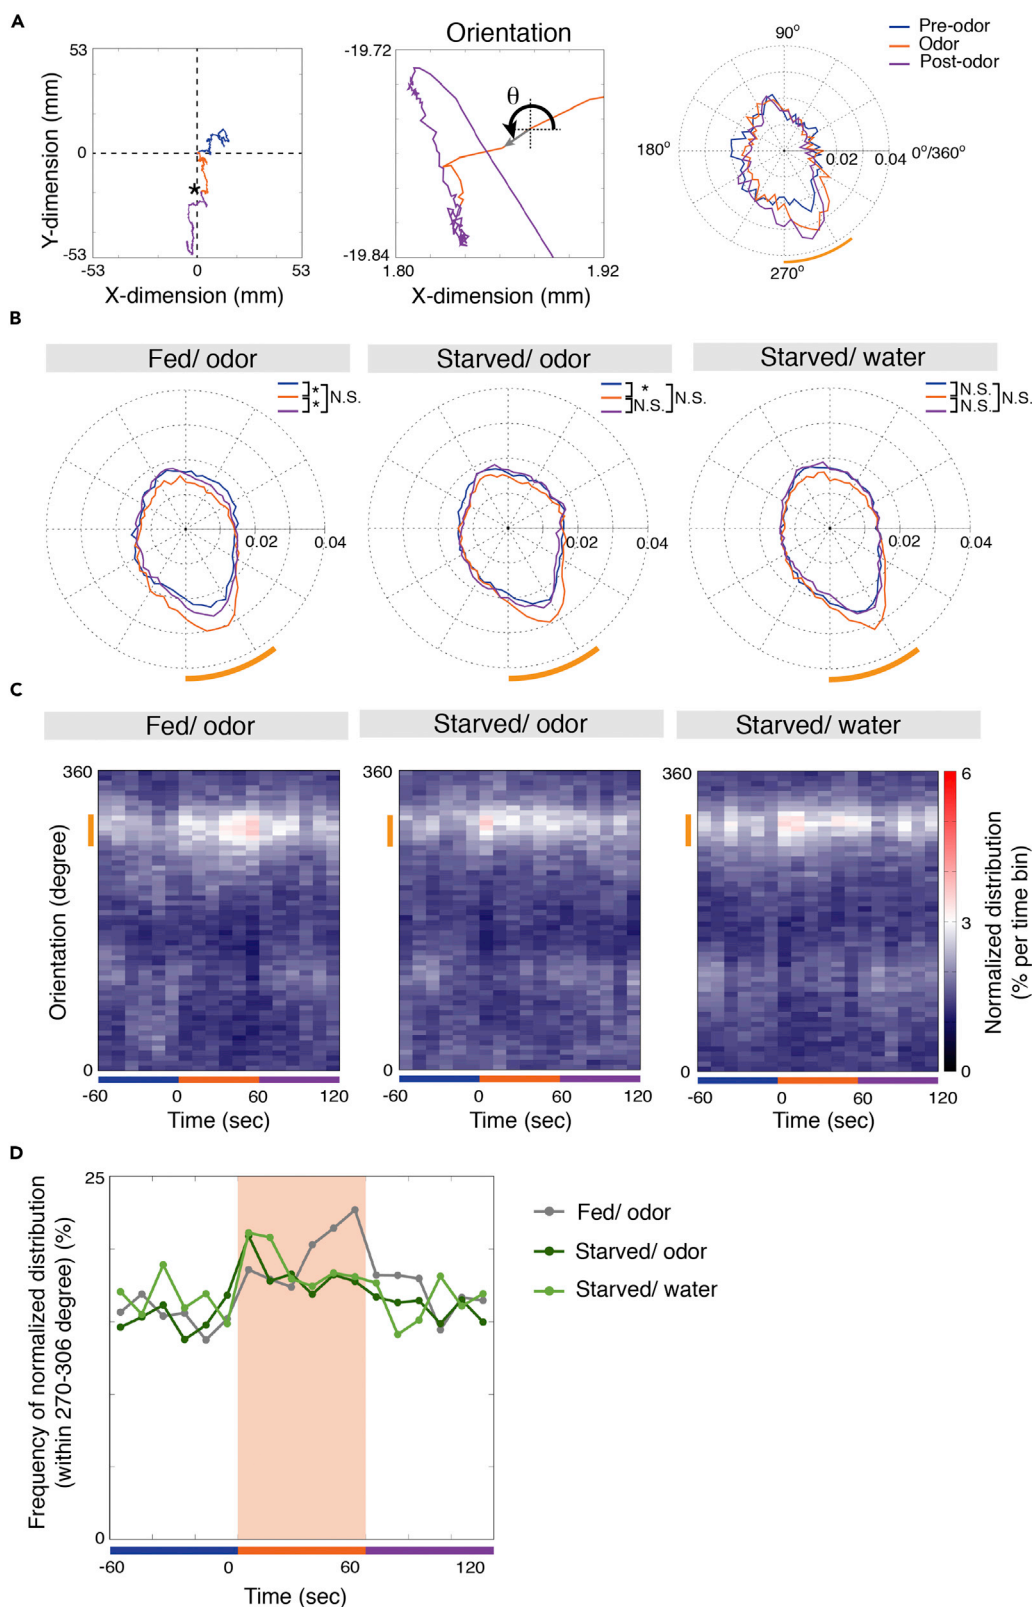 A
Orientation
53
Y-dimension (mm)
0
*
-53
-53
0
53
X-dimension (mm)
-19.72
θ
-19.84
1.80
1.92
X-dimension (mm)
Pre-odor
Odor
Post-odor
90°
180°
0.02
0.04
0°/360°
270°
B
Fed/ odor
Starved/ odor
Starved/ water
*
*
N.S.
0.02
0.04
*
N.S.
N.S.
0.02
0.04
N.S.
N.S.
N.S.
0.02
0.04
C
Fed/ odor
Starved/ odor
Starved/ water
360
Orientation (degree)
0
-60
0
60
120
Time (sec)
360
0
-60
0
60
120
Time (sec)
360
0
-60
0
60
120
Time (sec)
6
3
0
Normalized distribution
(% per time bin)
D
25
Frequency of normalized distribution
(within 270-306 degree) (%)
0
-60
0
60
120
Time (sec)
Fed/ odor
Starved/ odor
Starved/ water